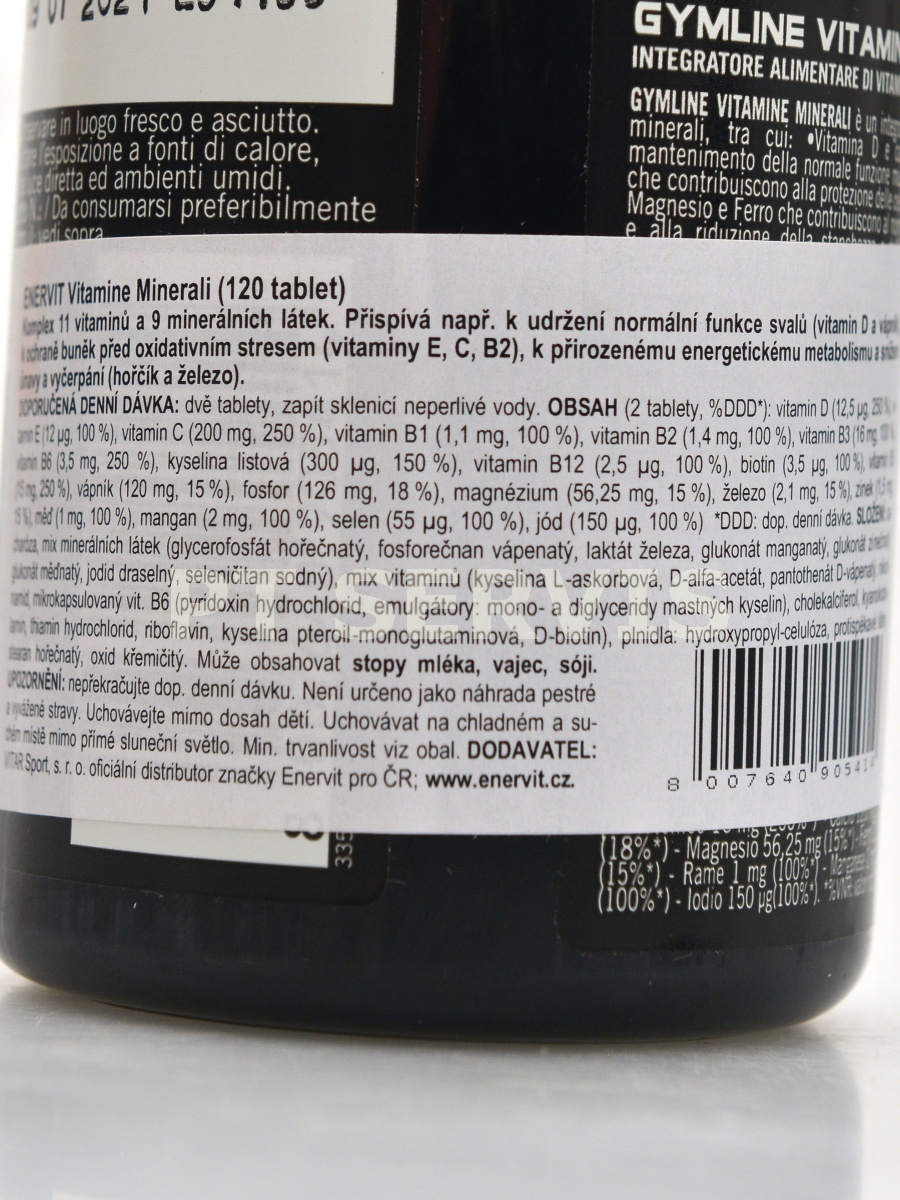 GYMLINE VITAMIN
INTEGRATORE ALIMENTARE DI
GYMLINE VITAMINE MINERALI è un
minerali, tra cui: •Vitamina D e
mantenimento della normale funzione
che contribuiscono alla protezione delle
Magnesio e Ferro che contribuiscono
e alla riduzione della
in luogo fresco e asciutto.
l'esposizione a fonti di calore,
diretta ed ambienti umidi.
/ Da consumarsi preferibilmente
vedi sopra
ENERVIT Vitamine Minerali (120 tablet)
Komplex 11 vitaminů a 9 minerálních látek. Přispívá např. k udržení normální funkce svalů (vitamin D a
k ochraně buněk před oxidativním stresem (vitaminy E, C, B2), k přirozenému energetickému metabolismu a
únavy a vyčerpání (hořčík a železo).
DOPORUČENÁ DENNÍ DÁVKA: dvě tablety, zapít sklenicí neperlivé vody. OBSAH (2 tablety, %DDD*): vitamin D (12,5 µg, 250 %,
E (12 µg, 100 %), vitamin C (200 mg, 250 %), vitamin B1 (1,1 mg, 100 %), vitamin B2 (1,4 mg, 100 %), vitamin B3 (16 mg,
B6 (3,5 mg, 250 %), kyselina listová (300 µg, 150 %), vitamin B12 (2,5 µg, 100 %), biotin (3,5 µg, 100 %),
250 %), vápník (120 mg, 15 %), fosfor (126 mg, 18 %), magnézium (56,25 mg, 15 %), železo (2,1 mg, 15 %), zinek
měď (1 mg, 100 %), mangan (2 mg, 100 %), selen (55 µg, 100 %), jód (150 µg, 100 %) *DDD: dop. denní dávka.
mix minerálních látek (glycerofosfát hořečnatý, fosforečnan vápenatý, laktát železa, glukonát manganatý, glukonát
glukonát měďnatý, jodid draselný, seleničitan sodný), mix vitaminů (kyselina L-askorbová, D-alfa-acetát, pantothenát D-vápenatý,
mikrokapsulovaný vit. B6 (pyridoxin hydrochlorid, emulgátory: mono- a diglyceridy mastných kyselin), cholekalciferol,
thiamin hydrochlorid, riboflavin, kyselina pteroil-monoglutaminová, D-biotin), plnidla: hydroxypropyl-celulóza,
hořečnatý, oxid křemičitý. Může obsahovat stopy mléka, vajec, sóji.
UPOZORNĚNÍ: nepřekračujte dop. denní dávku. Není určeno jako náhrada pestré
a vyvážené stravy. Uchovávejte mimo dosah dětí. Uchovávat na chladném a su-
chém místě mimo přímé sluneční světlo. Min. trvanlivost viz obal. DODAVATEL:
VITAR Sport, s. r. o. oficiální distributor značky Enervit pro ČR; www.enervit.cz.
8 007640 905414
PT SERVIS
335
(18%*) - Magnesio 56,25 mg (15%*) -
(15%*) - Rame 1 mg (100%*) -
(100%*) - Iodio 150 µg(100%*).